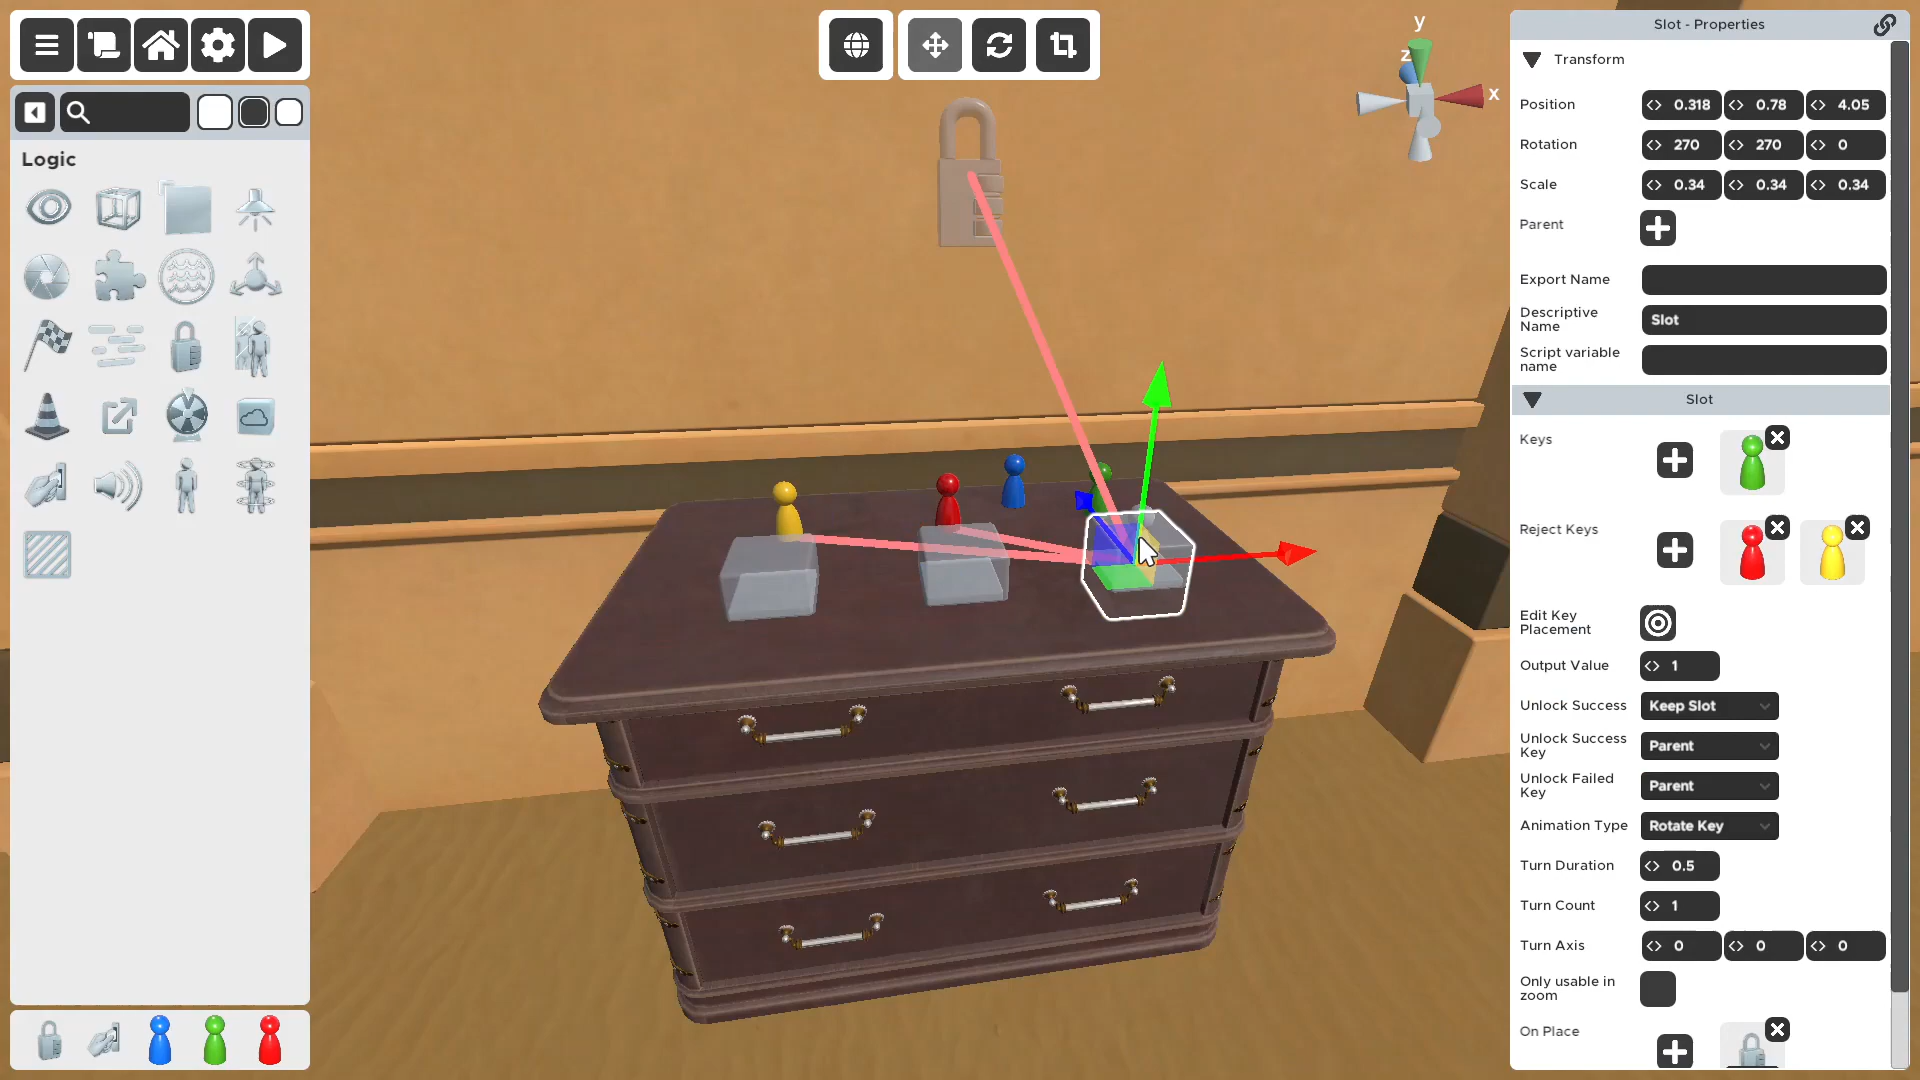 Logic
y
z
x
Slot - Properties
Transform
Position 0.318 0.78 4.05
Rotation 270 270 0
Scale 0.34 0.34 0.34
Parent
Export Name
Descriptive
Name
Slot
Script variable
name
Slot
Keys
Reject Keys
Edit Key
Placement
Output Value 1
Unlock Success Keep Slot
Unlock Success
Key
Parent
Unlock Failed
Key
Parent
Animation Type Rotate Key
Turn Duration 0.5
Turn Count 1
Turn Axis 0 0 0
Only usable in
zoom
On Place